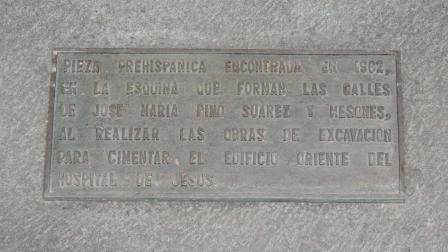 PIEZA PREHISPANICA ENCONTRADA EN 1982,
EN LA ESQUINA QUE FORMAN LAS CALLES
DE JOSE MARIA PINO SUAREZ Y MESONES,
AL REALIZAR LAS OBRAS DE EXCAVACION
PARA CIMENTAR EL EDIFICIO ORIENTE DEL
HOSPITAL DE JESUS